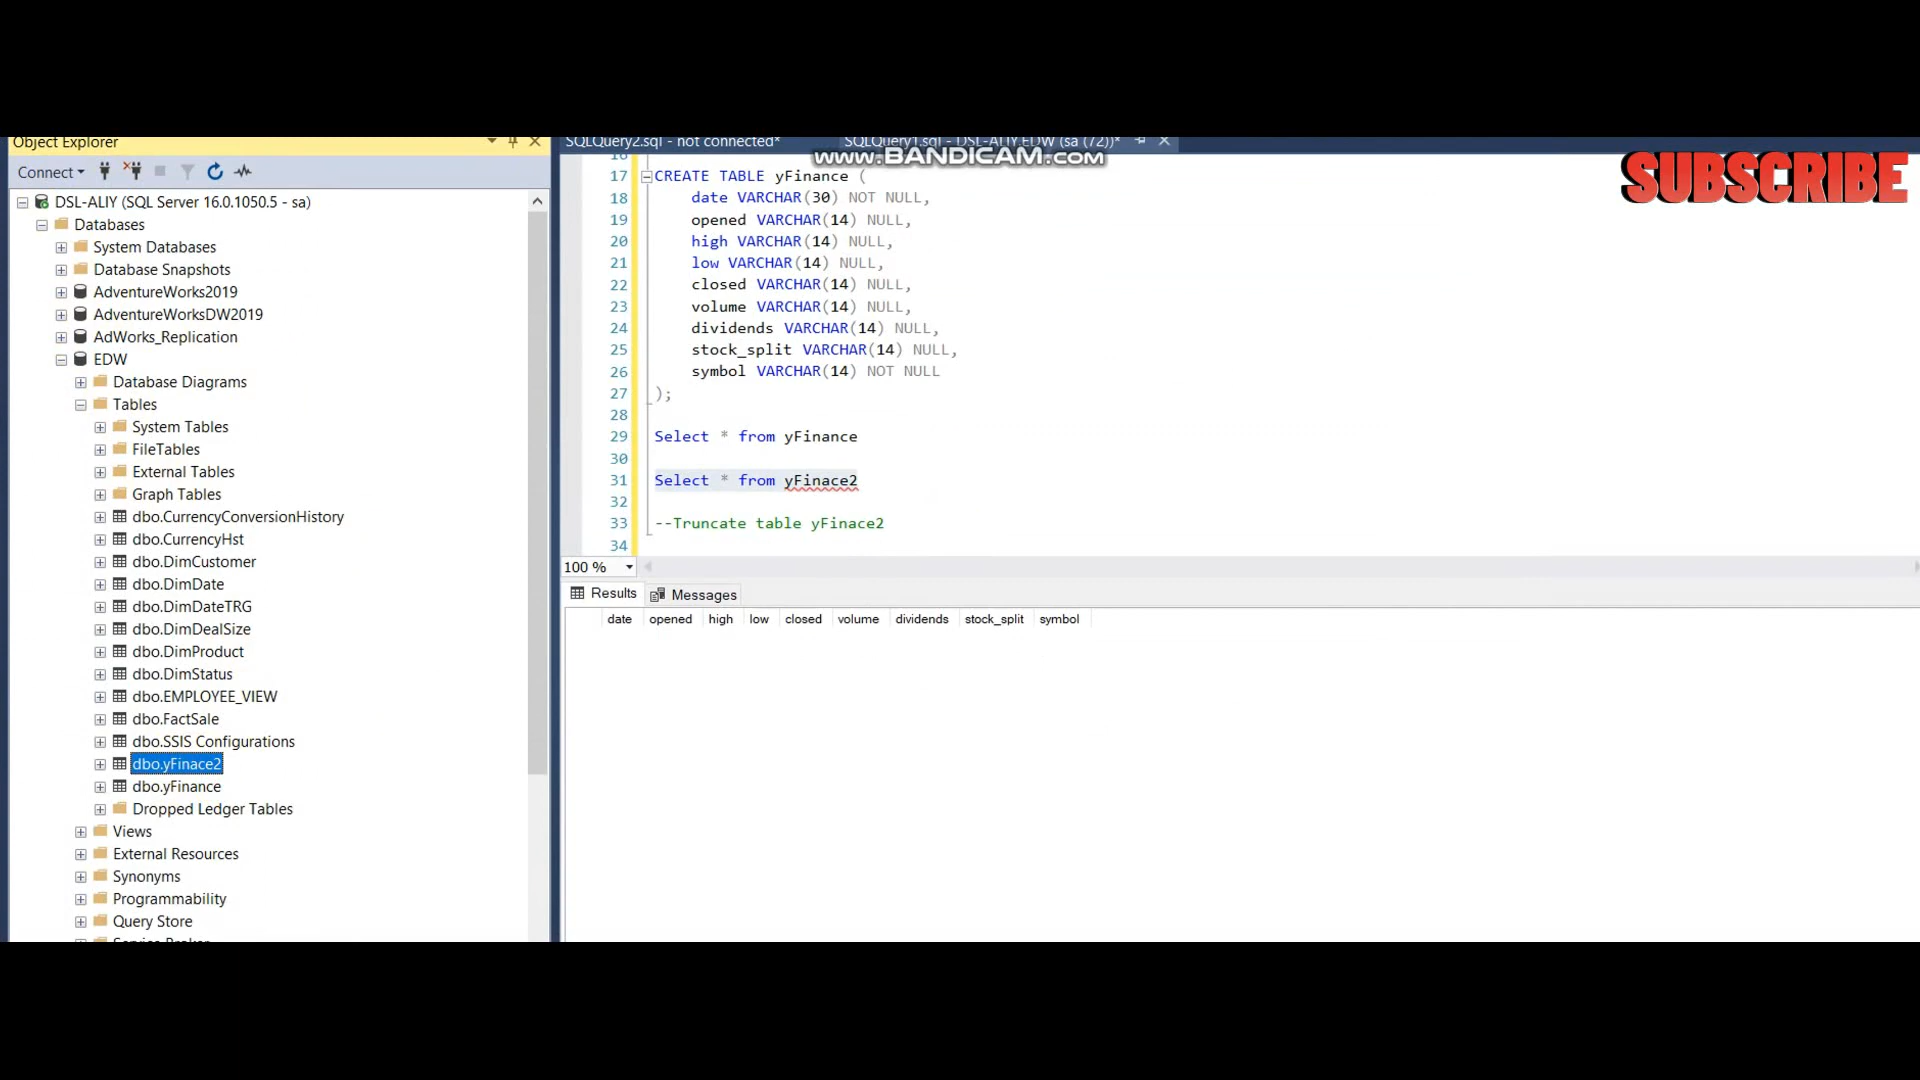 Object Explorer
SQLQuery2.sql - not connected*
SQLQuery1.sql - DSL-ALIY.EDW (sa (72))*
www.BANDICAM.com
SUBSCRIBE
Connect
DSL-ALIY (SQL Server 16.0.1050.5 - sa)
Databases
System Databases
Database Snapshots
AdventureWorks2019
AdventureWorksDW2019
AdWorks_Replication
EDW
Database Diagrams
Tables
System Tables
FileTables
External Tables
Graph Tables
dbo.CurrencyConversionHistory
dbo.CurrencyHst
dbo.DimCustomer
dbo.DimDate
dbo.DimDateTRG
dbo.DimDealSize
dbo.DimProduct
dbo.DimStatus
dbo.EMPLOYEE_VIEW
dbo.FactSale
dbo.SSIS Configurations
dbo.yFinace2
dbo.yFinance
Dropped Ledger Tables
Views
External Resources
Synonyms
Programmability
Query Store
16
17 CREATE TABLE yFinance (
18 date VARCHAR(30) NOT NULL,
19 opened VARCHAR(14) NULL,
20 high VARCHAR(14) NULL,
21 low VARCHAR(14) NULL,
22 closed VARCHAR(14) NULL,
23 volume VARCHAR(14) NULL,
24 dividends VARCHAR(14) NULL,
25 stock_split VARCHAR(14) NULL,
26 symbol VARCHAR(14) NOT NULL
27 );
28
29 Select * from yFinance
30
31 Select * from yFinace2
32
33 --Truncate table yFinace2
34
100 %
Results Messages
date opened high low closed volume dividends stock_split symbol